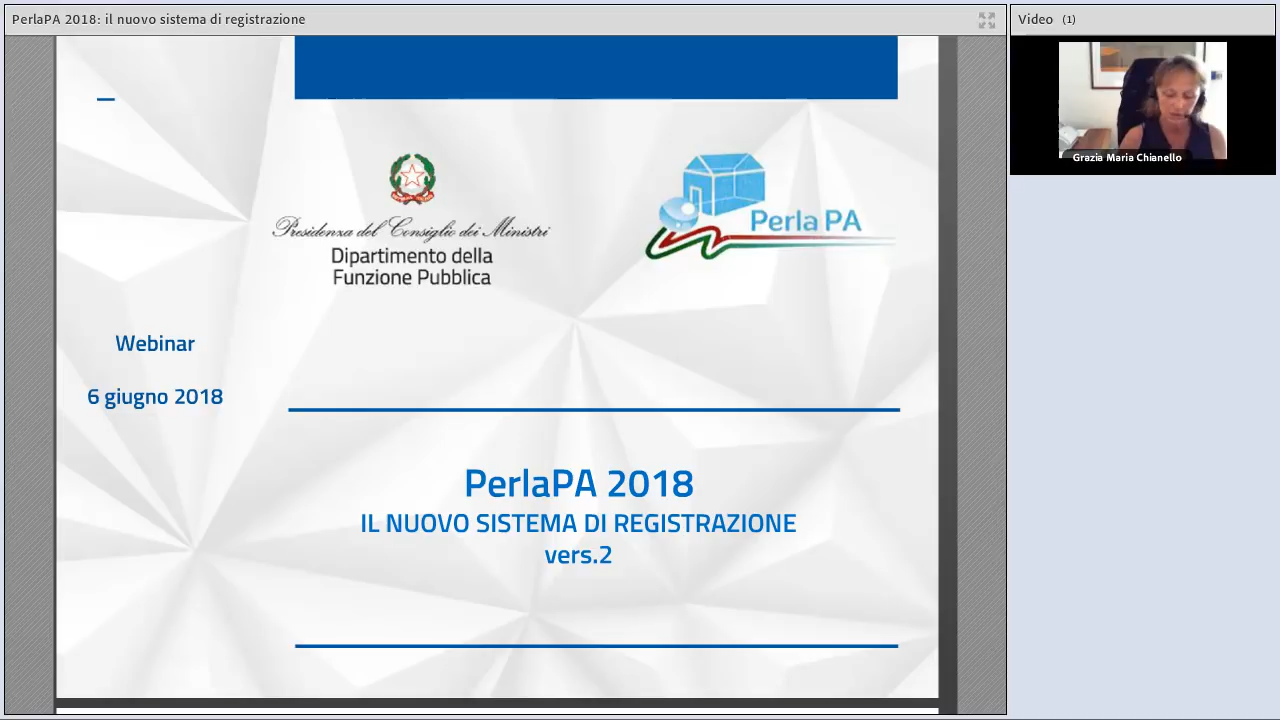 PerlaPA 2018: il nuovo sistema di registrazione
Video (1)
Grazia Maria Chianello
Presidenza del Consiglio dei Ministri
Dipartimento della
Funzione Pubblica
Perla PA
Webinar
6 giugno 2018
PerlaPA 2018
IL NUOVO SISTEMA DI REGISTRAZIONE
vers.2